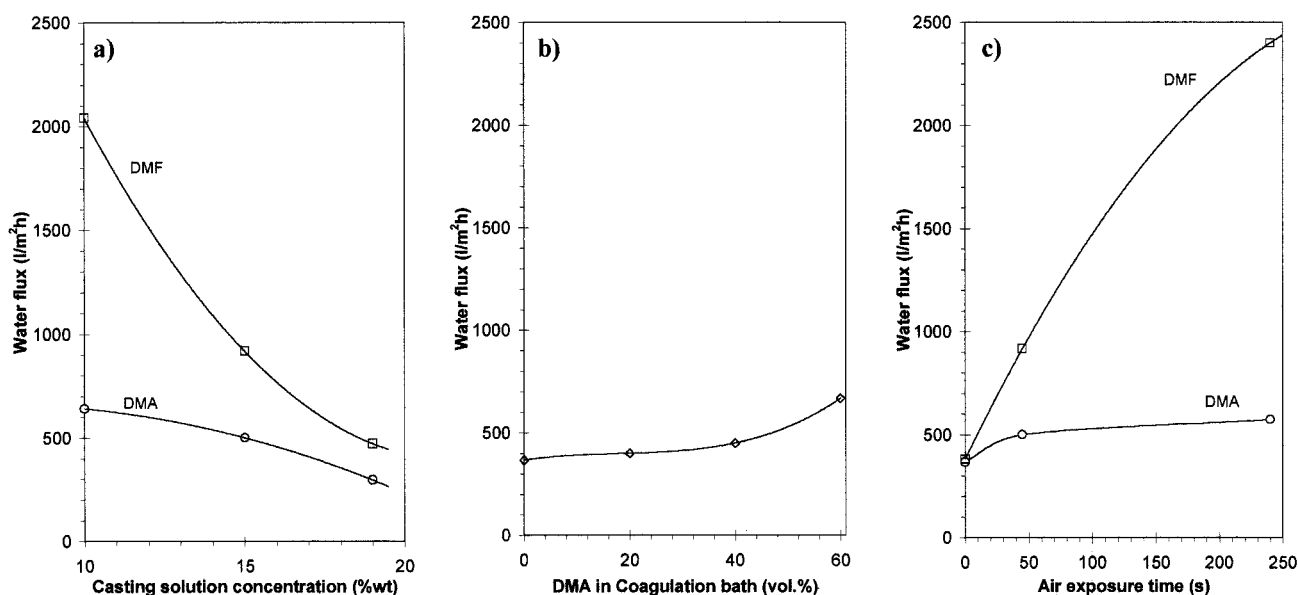 a)
2500
2000
1500
1000
500
0
10
15
20
DMF
DMA
Water flux (l/m²h)
Casting solution concentration (%wt)
b)
2500
2000
1500
1000
500
0
0
20
40
60
Water flux (l/m²h)
DMA in Coagulation bath (vol.%)
c)
2500
2000
1500
1000
500
0
0
50
100
150
200
250
DMF
DMA
Water flux (l/m²h)
Air exposure time (s)